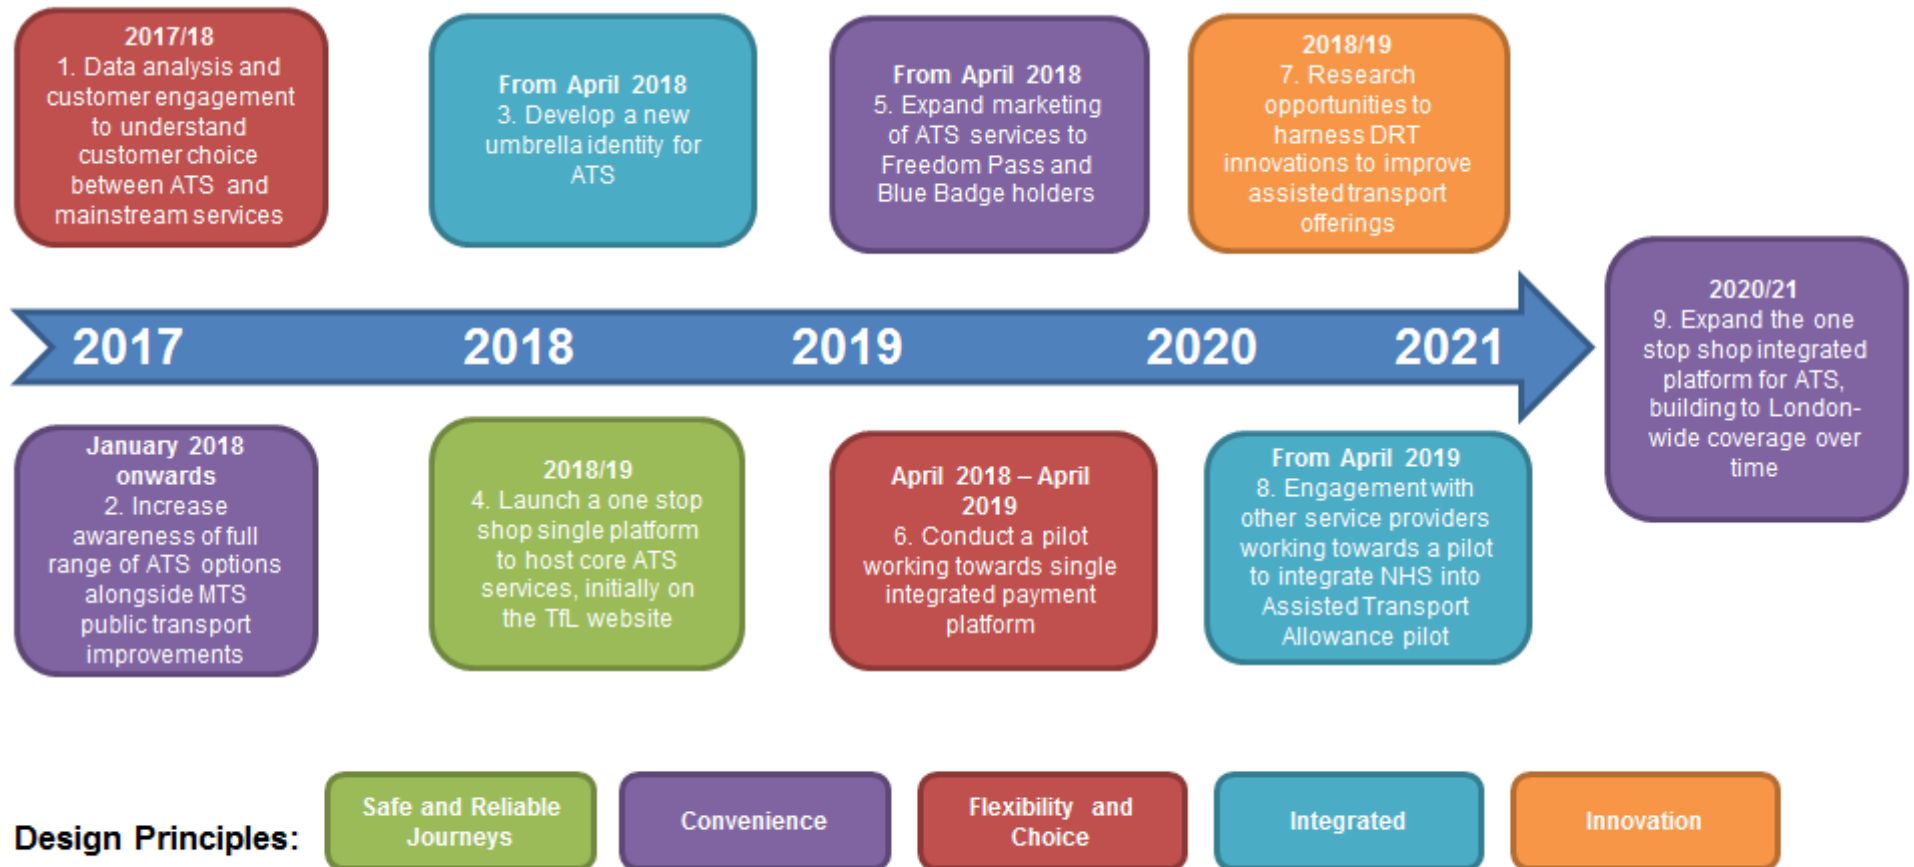 2017/18
1. Data analysis and
customer engagement
to understand
customer choice
between ATS and
mainstream services
From April 2018
3. Develop a new
umbrella identity for
ATS
From April 2018
5. Expand marketing
of ATS services to
Freedom Pass and
Blue Badge holders
2018/19
7. Research
opportunities to
harness DRT
innovations to improve
assisted transport
offerings
2017
2018
2019
2020
2021
2020/21
9. Expand the one
stop shop integrated
platform for ATS,
building to London-
wide coverage over
time
January 2018
onwards
2. Increase
awareness of full
range of ATS options
alongside MTS
public transport
improvements
2018/19
4. Launch a one stop
shop single platform
to host core ATS
services, initially on
the TfL website
April 2018 – April
2019
6. Conduct a pilot
working towards single
integrated payment
platform
From April 2019
8. Engagement with
other service providers
working towards a pilot
to integrate NHS into
Assisted Transport
Allowance pilot
Design Principles:
Safe and Reliable
Journeys
Convenience
Flexibility and
Choice
Integrated
Innovation